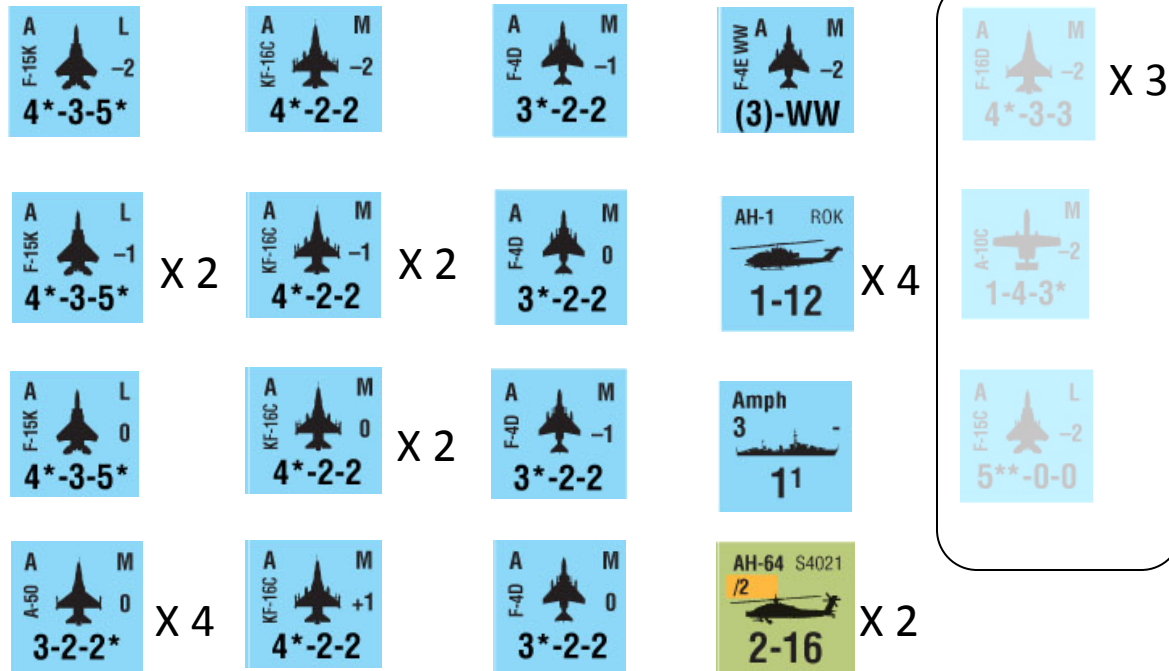 A L
F-15K
-2
4*-3-5*
A M
KF-16C
-2
4*-2-2
A M
F-4D
-1
3*-2-2
A M
F-4E WW
-2
(3)-WW
M
F-16D
-2
4*-3-3
X 3
A L
F-15K
-1
4*-3-5*
X 2
A M
KF-16C
-1
4*-2-2
X 2
A M
F-4D
0
3*-2-2
AH-1 ROK
1-12
X 4
M
A-10C
-2
1-4-3*
A L
F-15K
0
4*-3-5*
A M
KF-16C
0
4*-2-2
X 2
A M
F-4D
-1
3*-2-2
Amph
3 -
1¹
A L
F-15C
-2
5**-0-0
A M
A-50
0
3-2-2*
X 4
A M
KF-16C
+1
4*-2-2
A M
F-4D
0
3*-2-2
AH-64 S4021
/2
2-16
X 2